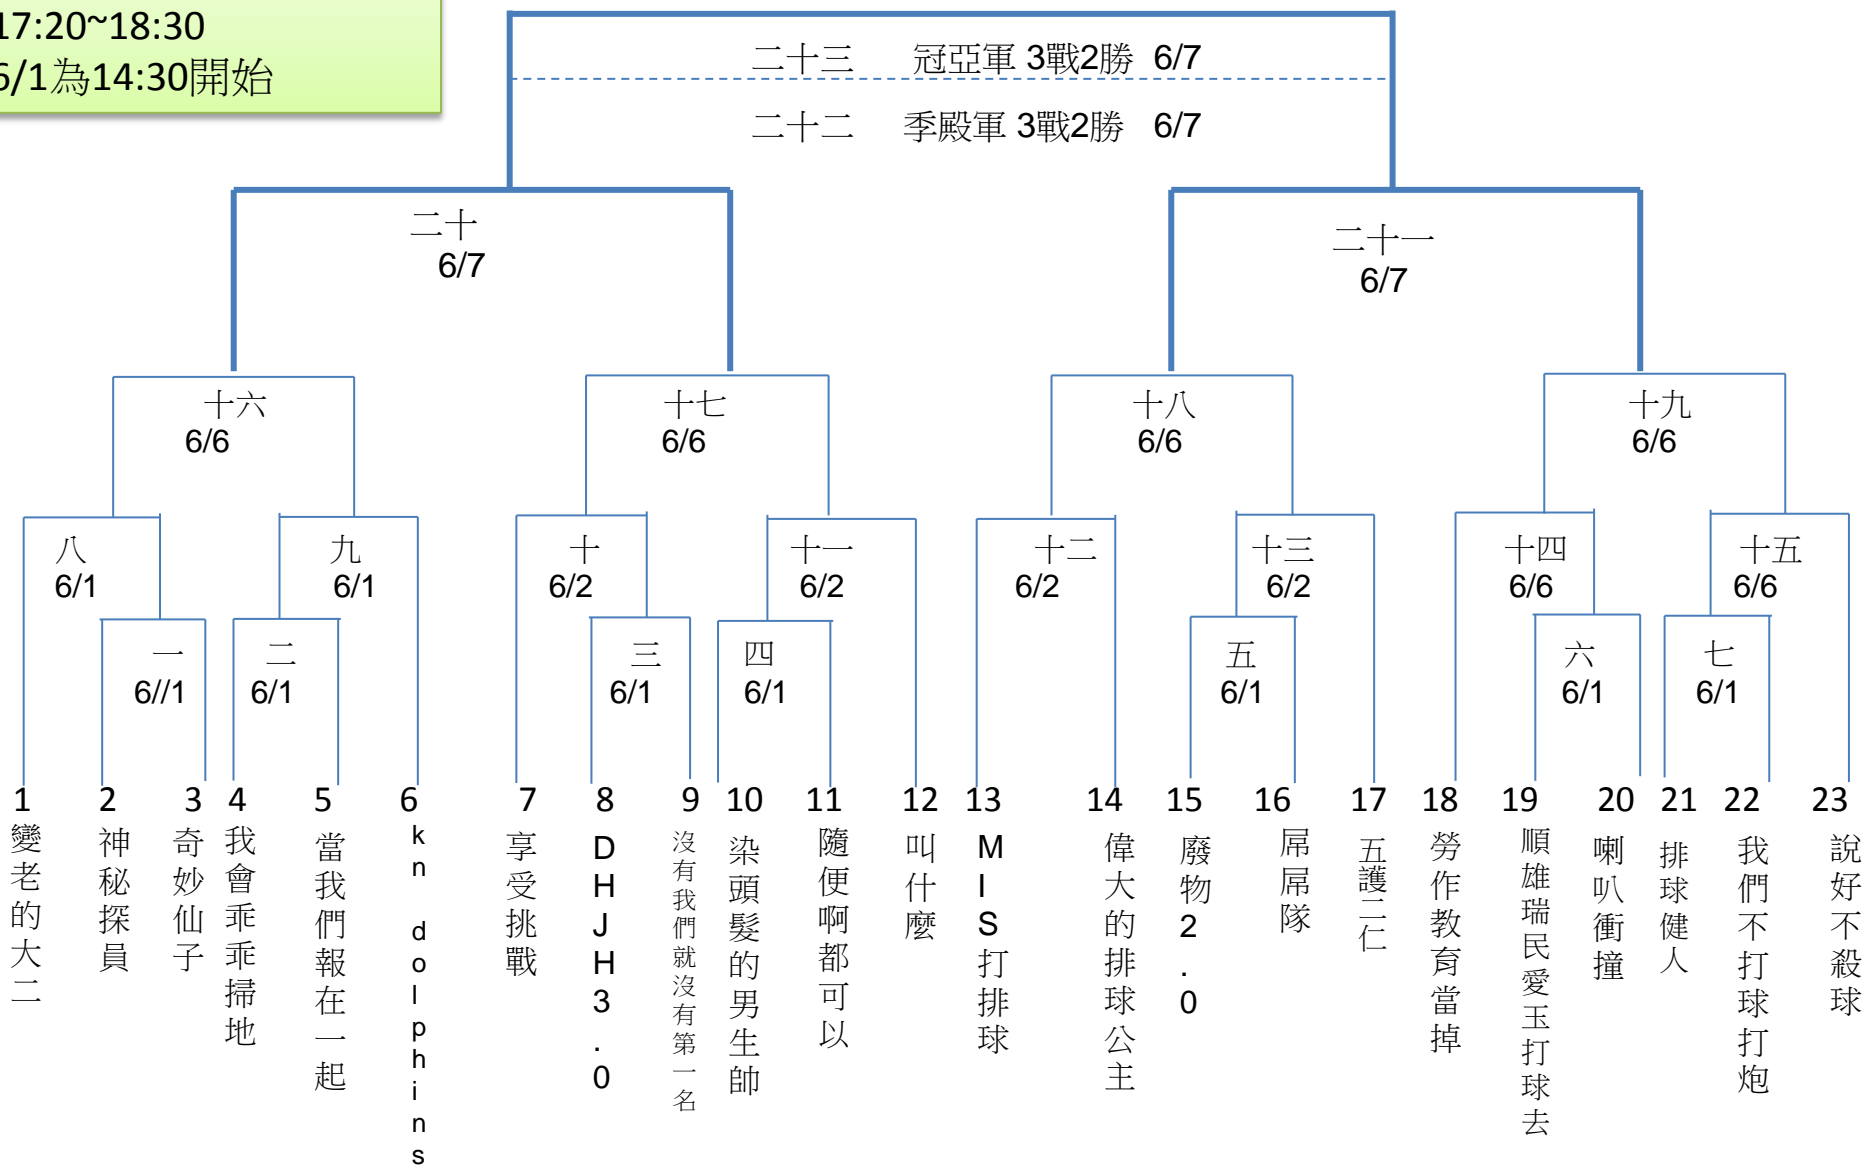 17:20~18:30
6/1為14:30開始
二十三 冠亞軍 3戰2勝 6/7
二十二 季殿軍 3戰2勝 6/7
二十
6/7
二十一
6/7
十六
6/6
十七
6/6
十八
6/6
十九
6/6
八
6/1
九
6/1
十
6/2
十一
6/2
十二
6/2
十三
6/2
十四
6/6
十五
6/6
一
6//1
二
6/1
三
6/1
四
6/1
五
6/1
六
6/1
七
6/1
1 變老的大二
2 神秘探員
3 奇妙仙子
4 我會乖乖掃地
5 當我們報在一起
6 kn dolphins
7 享受挑戰
8 DHJH3.0
9 沒有我們就沒有第一名
10 染頭髮的男生帥
11 隨便啊都可以
12 叫什麼
13 MIS打排球
14 偉大的排球公主
15 廢物2.0
16 屌屌隊
17 五護二仁
18 勞作教育當掉
19 順雄瑞民愛玉打球去
20 喇叭衝撞
21 排球健人
22 我們不打球打炮
23 說好不殺球